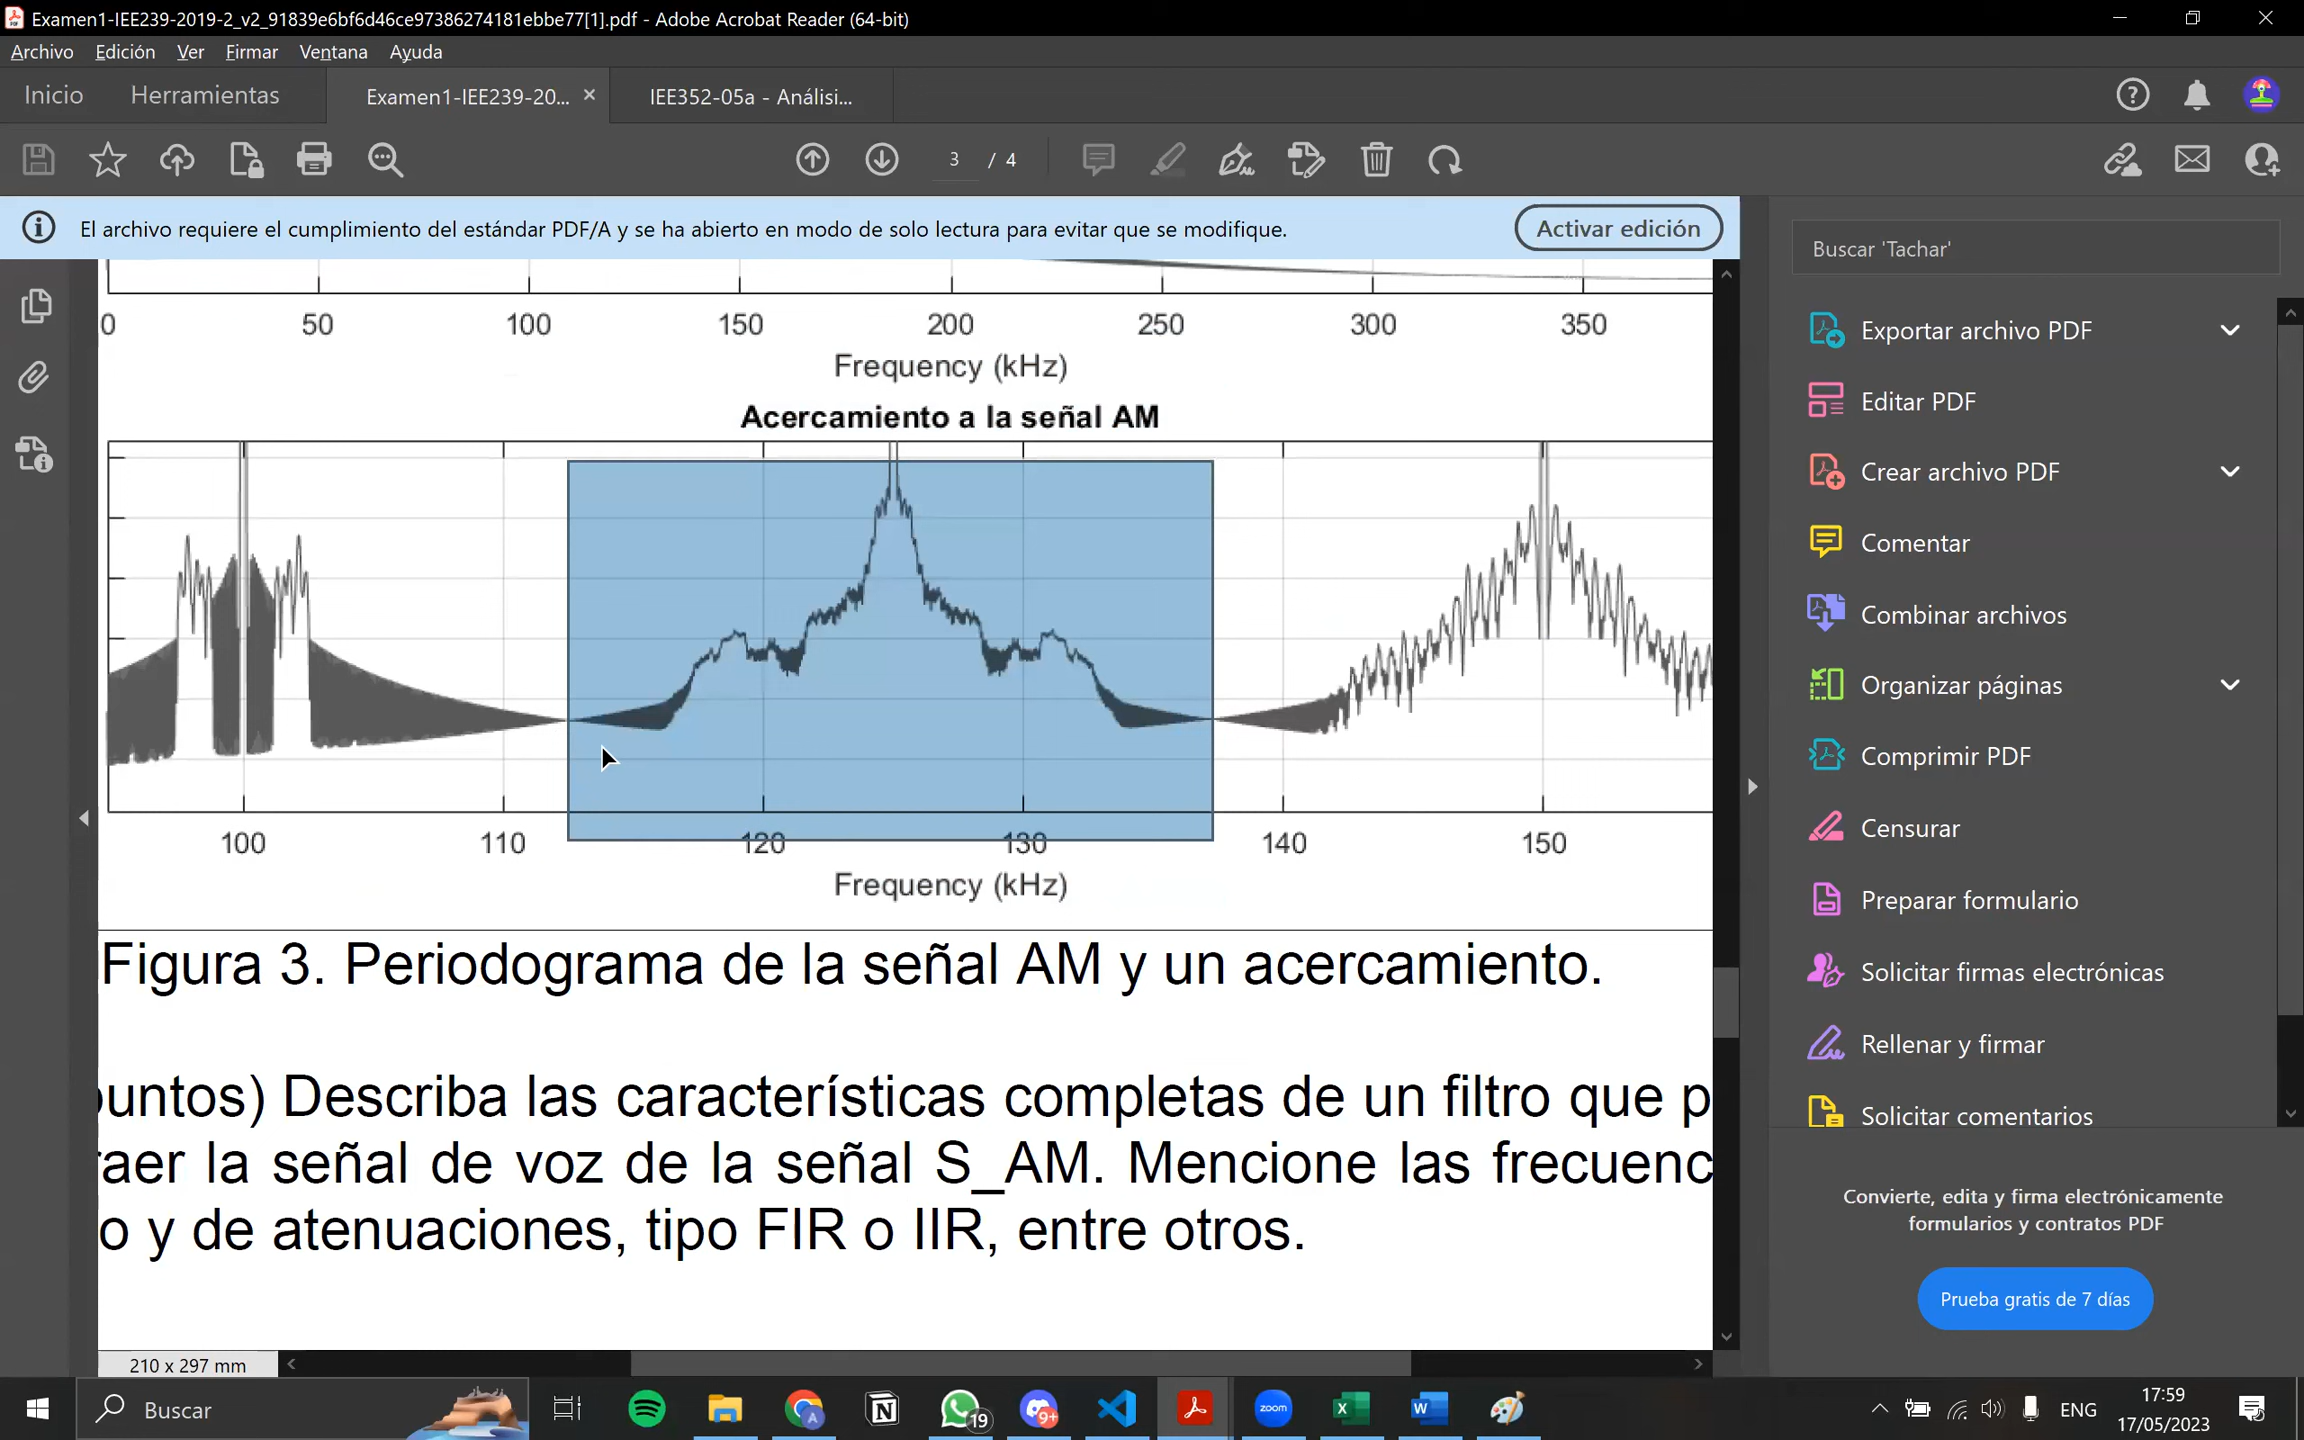 Examen1-IEE239-2019-2_v2_91839e6bf6d46ce97386274181ebbe77[1].pdf - Adobe Acrobat Reader (64-bit)
Archivo Edición Ver Firmar Ventana Ayuda
Inicio Herramientas Examen1-IEE239-20... × IEE352-05a - Análisi...
3 / 4
El archivo requiere el cumplimiento del estándar PDF/A y se ha abierto en modo de solo lectura para evitar que se modifique. Activar edición
Buscar 'Tachar'
0 50 100 150 200 250 300 350
Frequency (kHz)
Acercamiento a la señal AM
100 110 120 130 140 150
Frequency (kHz)
Figura 3. Periodograma de la señal AM y un acercamiento.
untos) Describa las características completas de un filtro que p
aer la señal de voz de la señal S_AM. Mencione las frecuenc
o y de atenuaciones, tipo FIR o IIR, entre otros.
210 x 297 mm
Exportar archivo PDF
Editar PDF
Crear archivo PDF
Comentar
Combinar archivos
Organizar páginas
Comprimir PDF
Censurar
Preparar formulario
Solicitar firmas electrónicas
Rellenar y firmar
Solicitar comentarios
Convierte, edita y firma electrónicamente
formularios y contratos PDF
Prueba gratis de 7 días
Buscar
19
9+
zoom
ENG
17:59
17/05/2023